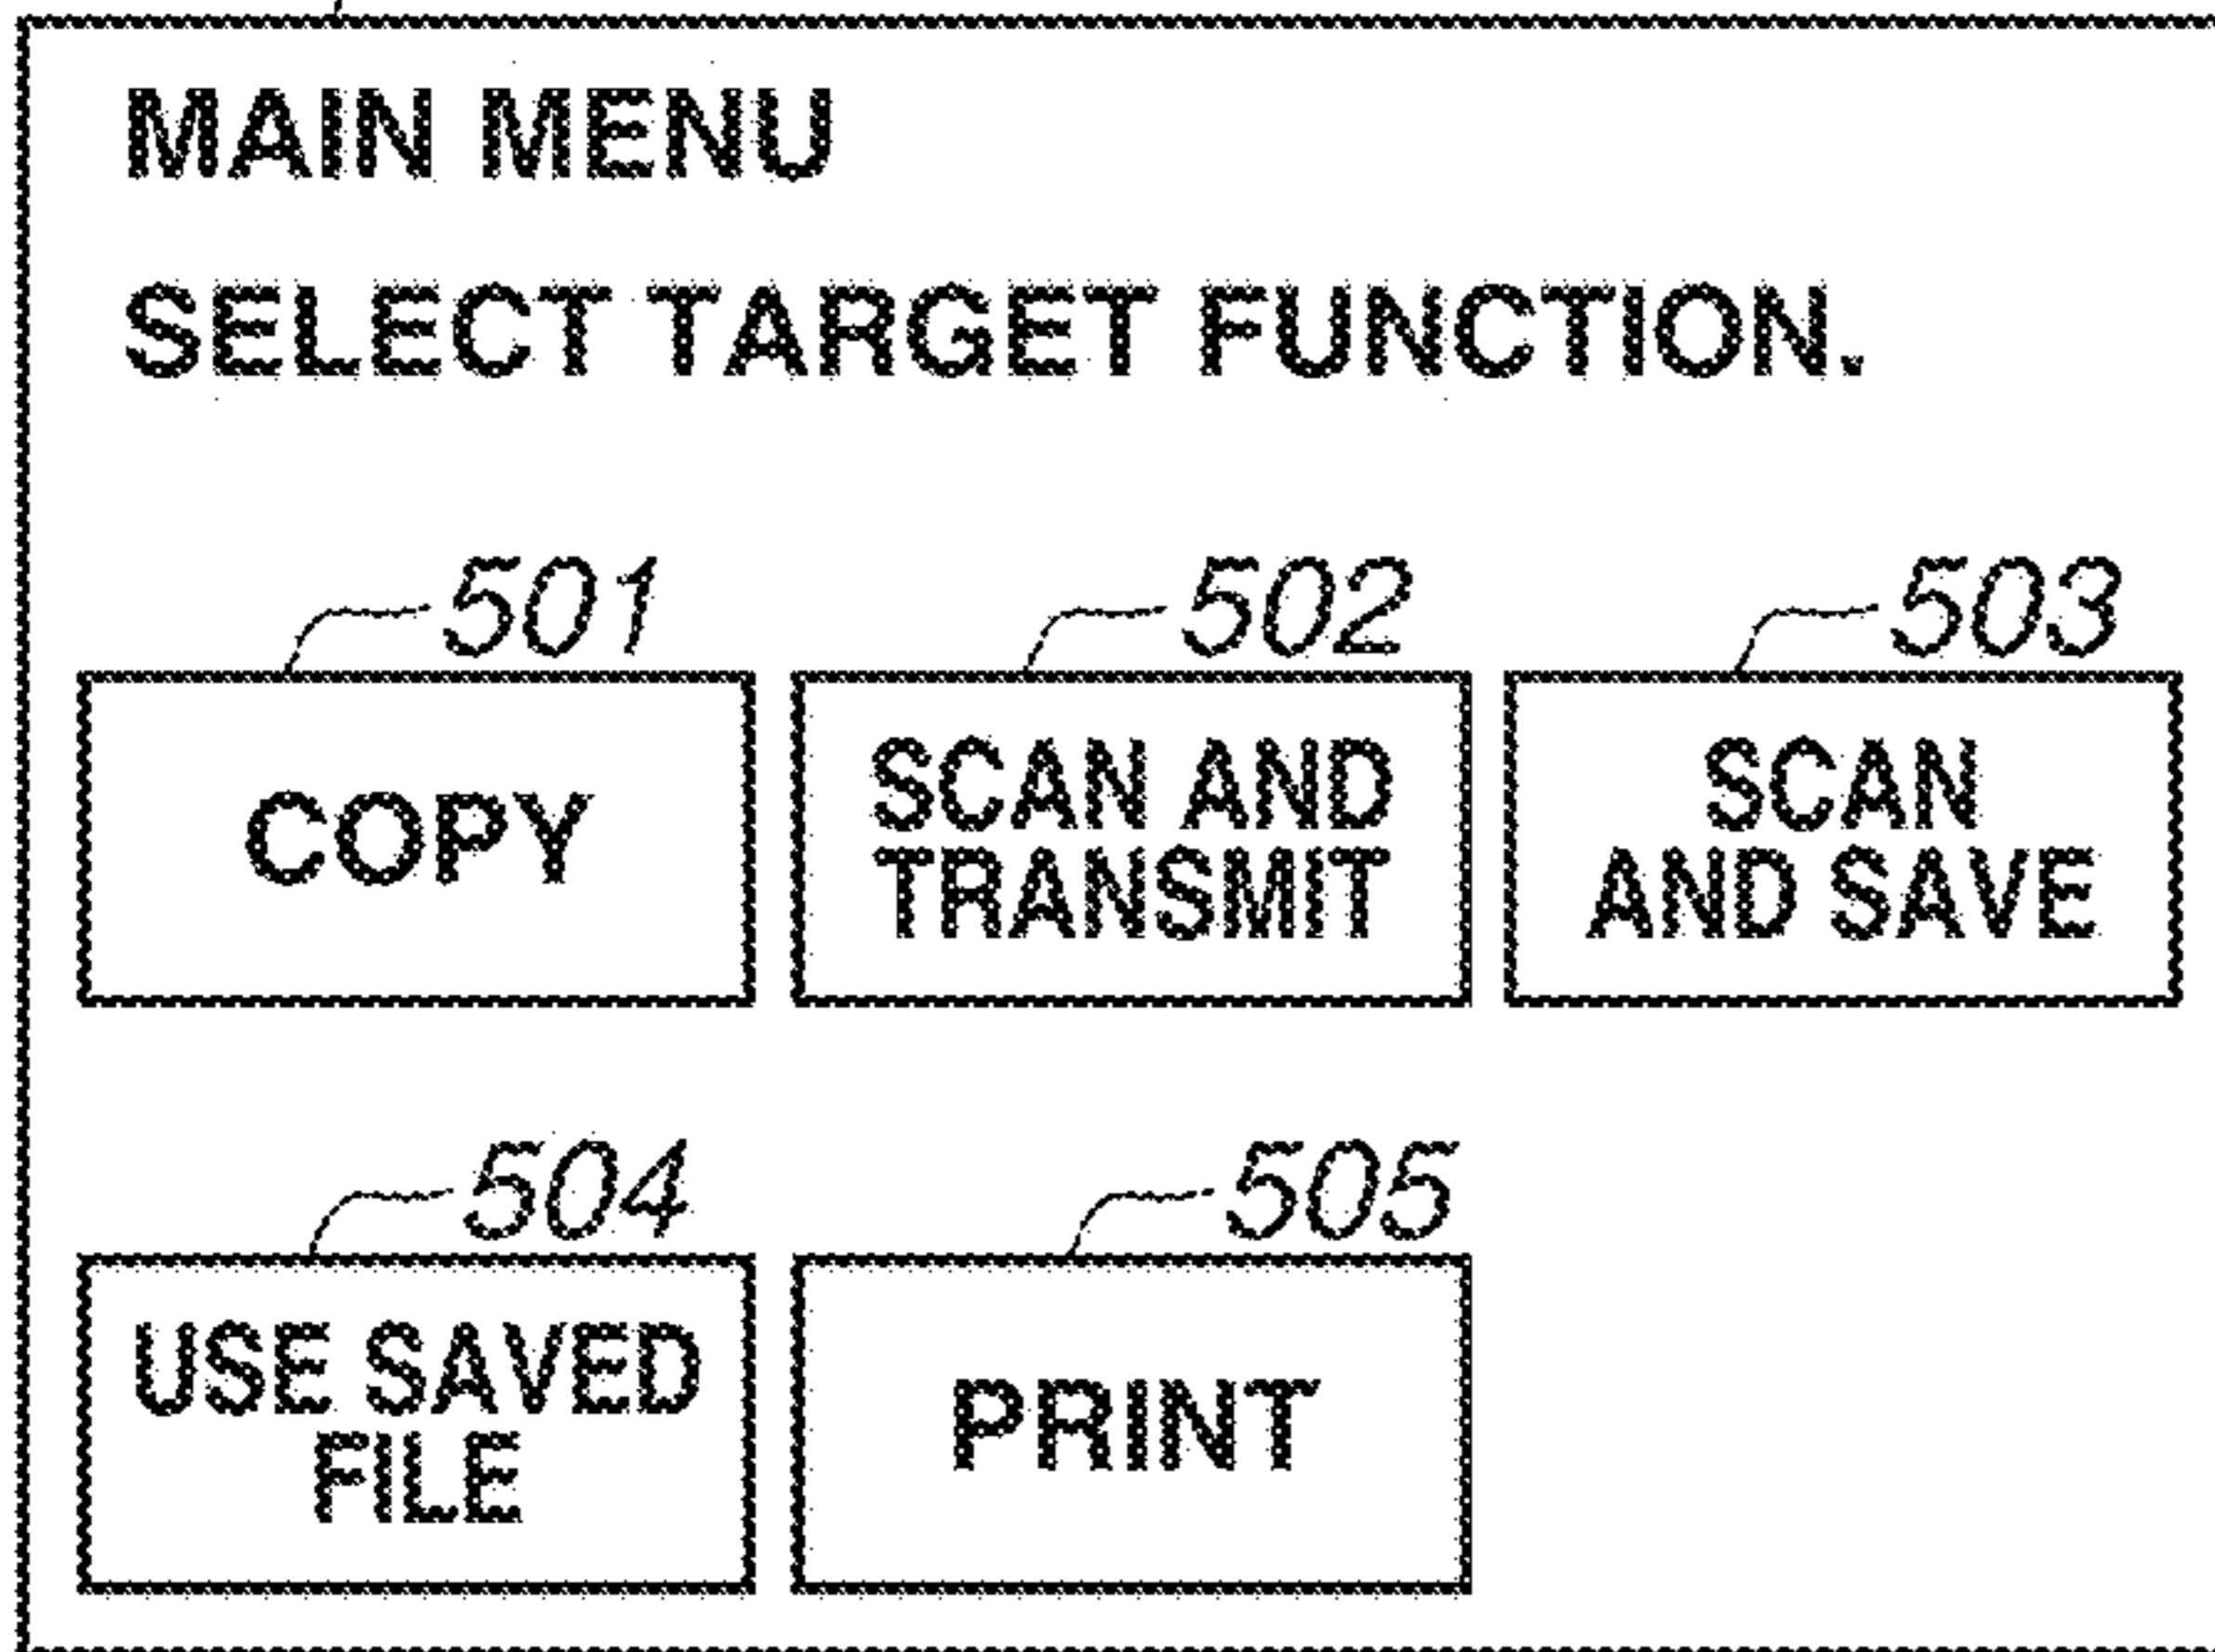 MAIN MENU
SELECT TARGET FUNCTION.
501
502
503
COPY
SCAN AND
TRANSMIT
SCAN
AND SAVE
504
505
USE SAVED
FILE
PRINT